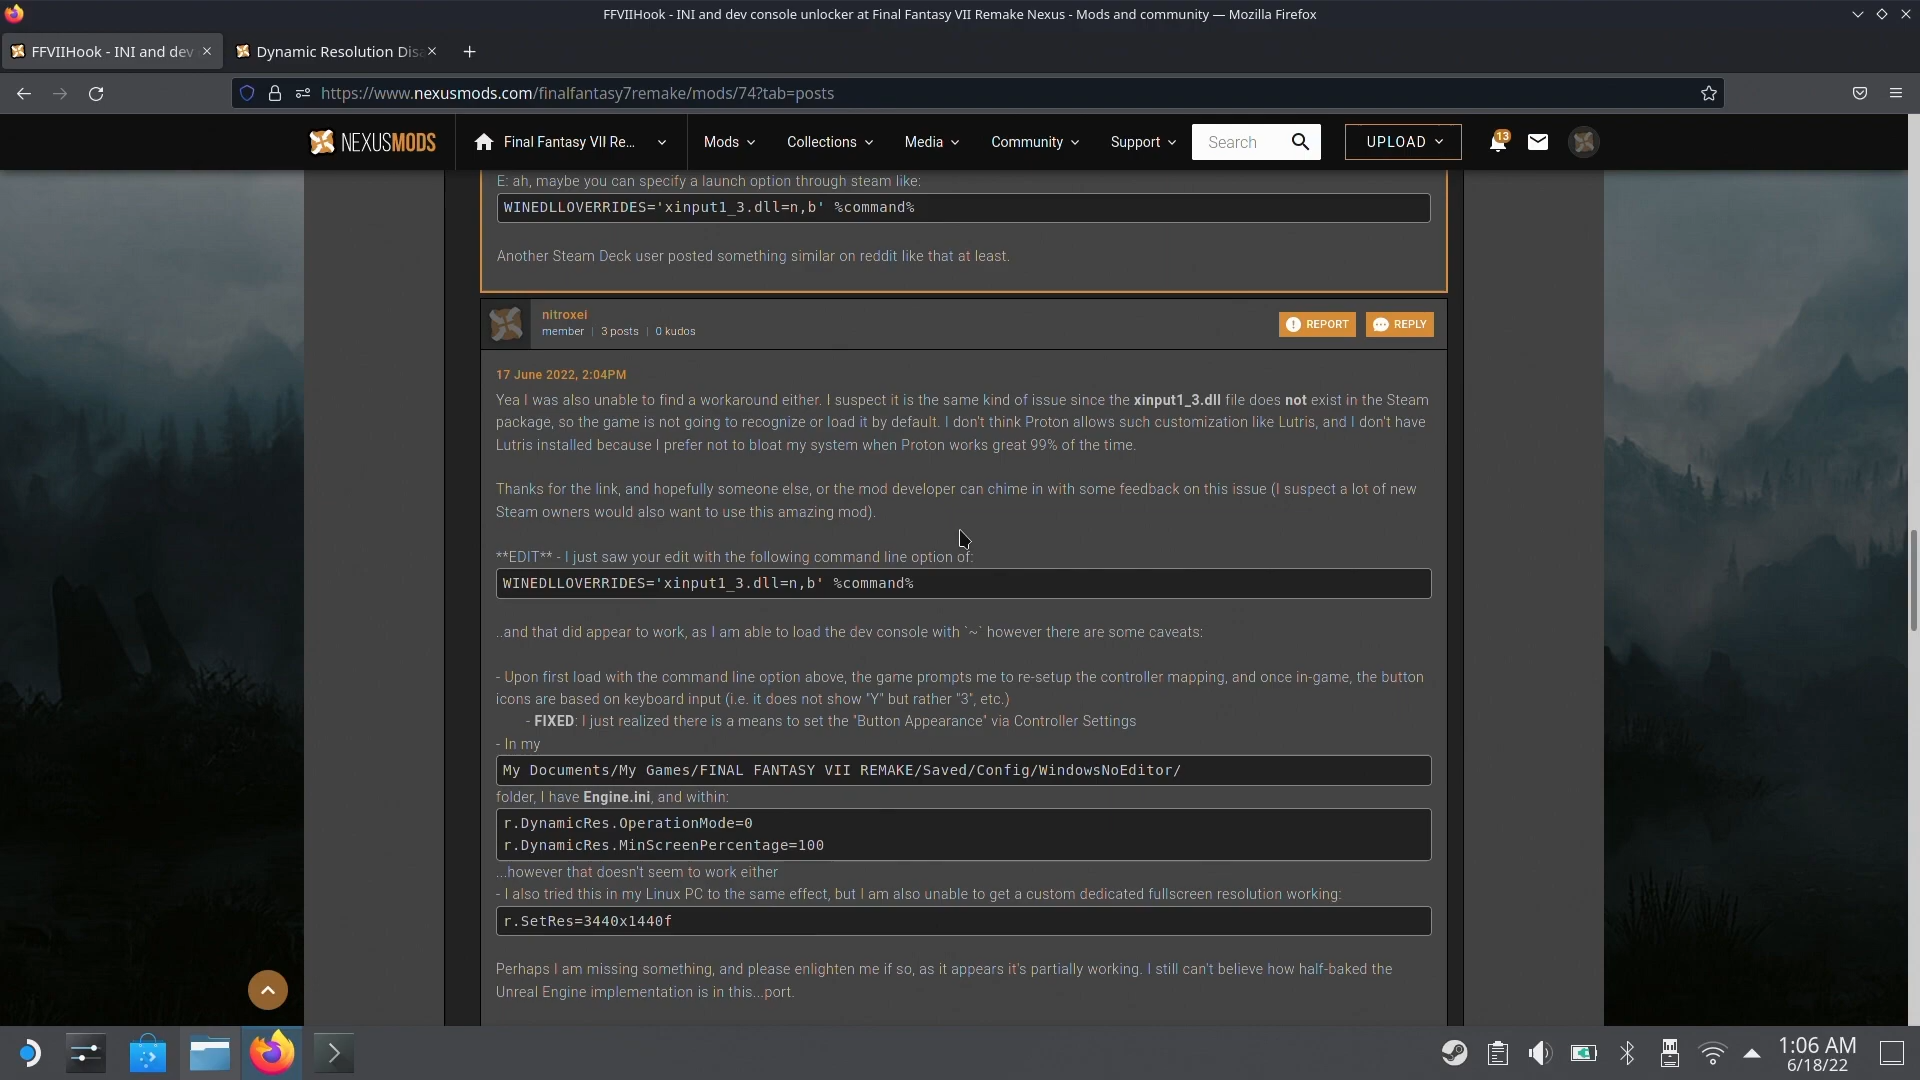 FFVIIHook - INI and dev console unlocker at Final Fantasy VII Remake Nexus - Mods and community — Mozilla Firefox
FFVIIHook - INI and dev
Dynamic Resolution Disa
https://www.nexusmods.com/finalfantasy7remake/mods/74?tab=posts
NEXUSMODS
Final Fantasy VII Re...
Mods
Collections
Media
Community
Support
Search
UPLOAD
13
E: ah, maybe you can specify a launch option through steam like:
WINEDLLOVERRIDES='xinput1_3.dll=n,b' %command%
Another Steam Deck user posted something similar on reddit like that at least.
nitroxei
member | 3 posts | 0 kudos
REPORT
REPLY
17 June 2022, 2:04PM
Yea I was also unable to find a workaround either. I suspect it is the same kind of issue since the xinput1_3.dll file does not exist in the Steam
package, so the game is not going to recognize or load it by default. I don't think Proton allows such customization like Lutris, and I don't have
Lutris installed because I prefer not to bloat my system when Proton works great 99% of the time.
Thanks for the link, and hopefully someone else, or the mod developer can chime in with some feedback on this issue (I suspect a lot of new
Steam owners would also want to use this amazing mod).
**EDIT** - I just saw your edit with the following command line option of:
WINEDLLOVERRIDES='xinput1_3.dll=n,b' %command%
..and that did appear to work, as I am able to load the dev console with `~` however there are some caveats:
- Upon first load with the command line option above, the game prompts me to re-setup the controller mapping, and once in-game, the button
icons are based on keyboard input (i.e. it does not show "Y" but rather "3", etc.)
- FIXED: I just realized there is a means to set the "Button Appearance" via Controller Settings
- In my
My Documents/My Games/FINAL FANTASY VII REMAKE/Saved/Config/WindowsNoEditor/
folder, I have Engine.ini, and within:
r.DynamicRes.OperationMode=0
r.DynamicRes.MinScreenPercentage=100
...however that doesn't seem to work either
- I also tried this in my Linux PC to the same effect, but I am also unable to get a custom dedicated fullscreen resolution working:
r.SetRes=3440x1440f
Perhaps I am missing something, and please enlighten me if so, as it appears it's partially working. I still can't believe how half-baked the
Unreal Engine implementation is in this...port.
1:06 AM
6/18/22